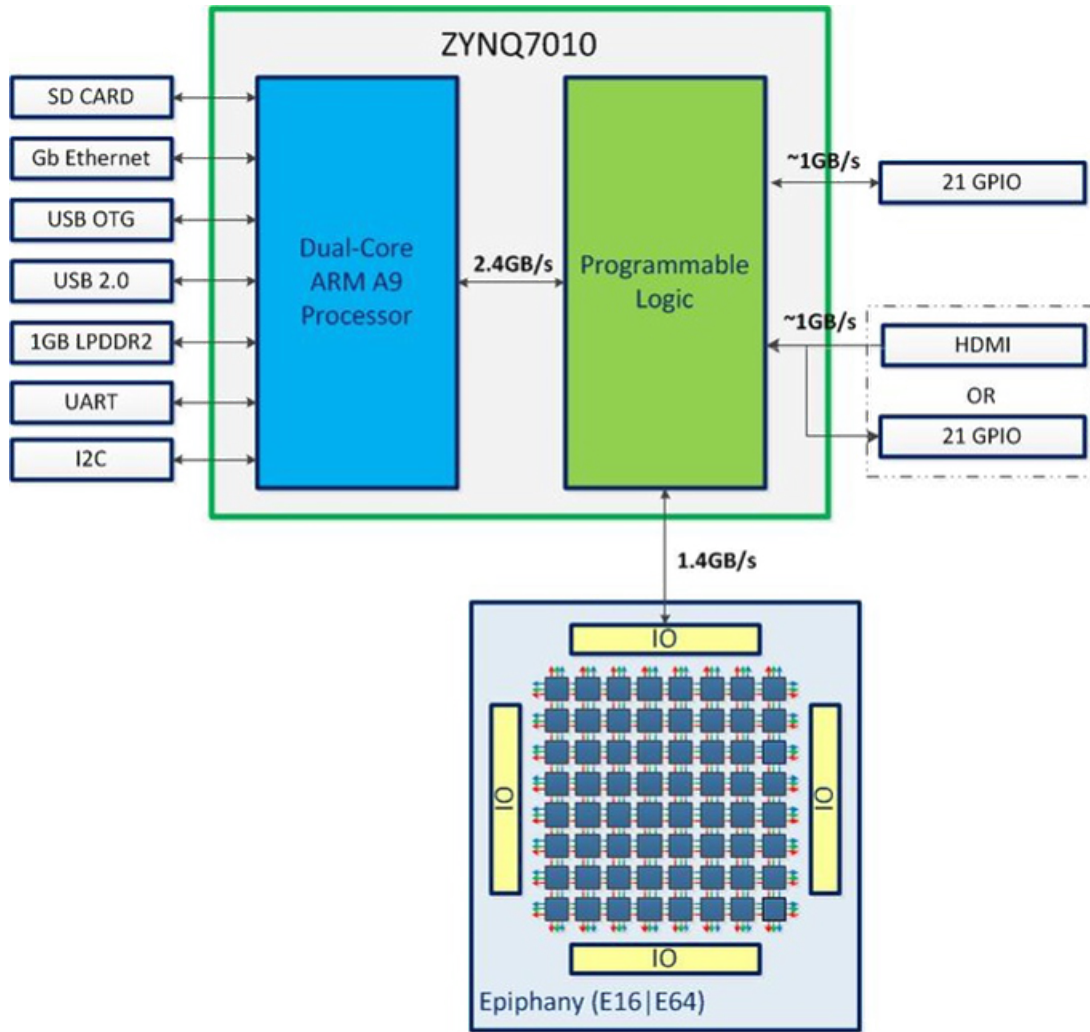 ZYNQ7010
SD CARD
Gb Ethernet
USB OTG
USB 2.0
1GB LPDDR2
UART
I2C
Dual-Core
ARM A9
Processor
2.4GB/s
Programmable
Logic
~1GB/s
21 GPIO
~1GB/s
HDMI
OR
21 GPIO
1.4GB/s
IO
IO
IO
IO
Epiphany (E16|E64)